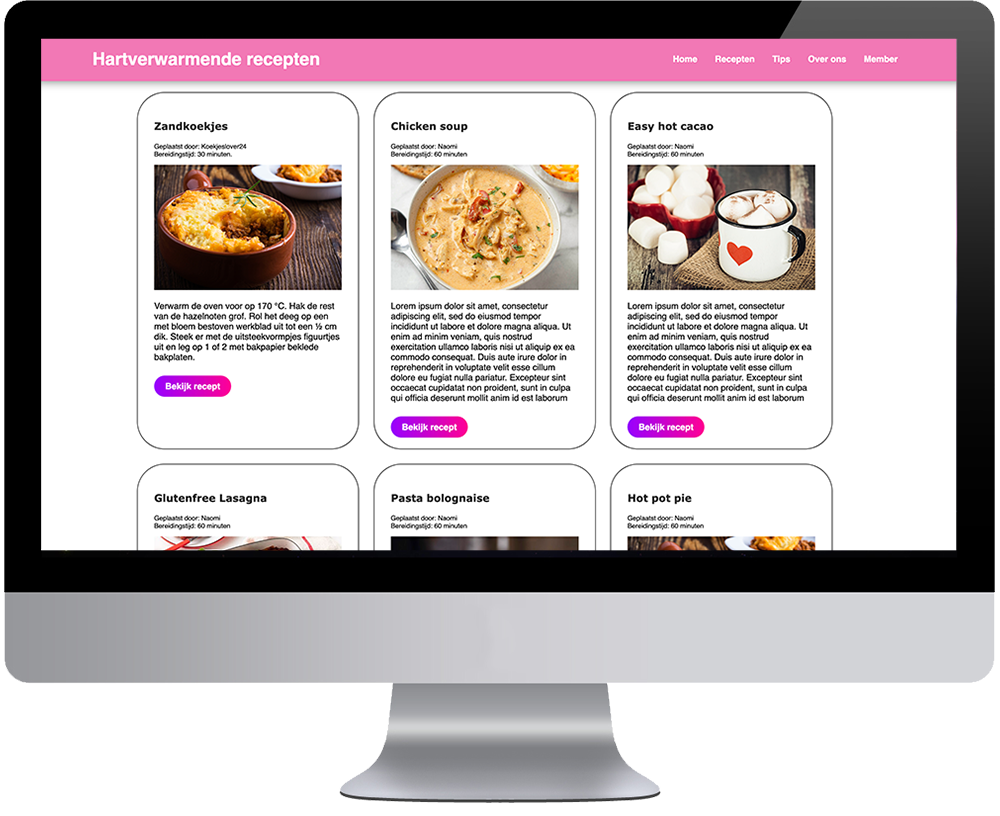 Hartverwarmende recepten
Home Recepten Tips Over ons Member
Zandkoekjes
Geplaatst door: Koekjeslover24
Bereidingstijd: 30 minuten.
Verwarm de oven voor op 170 °C. Hak de rest
van de hazelnoten grof. Rol het deeg op een
met bloem bestoven werkblad uit tot een ½ cm
dik. Steek er met de uitsteekvormpjes figuurtjes
uit en leg op 1 of 2 met bakpapier beklede
bakplaten.
Bekijk recept
Chicken soup
Geplaatst door: Naomi
Bereidingstijd: 60 minuten
Lorem ipsum dolor sit amet, consectetur
adipiscing elit, sed do eiusmod tempor
incididunt ut labore et dolore magna aliqua. Ut
en ad minim veniam, quis nostrud
exercitation ullamco laboris nisi ut aliquip ex ea
commodo consequat. Duis aute irure dolor in
reprehenderit in voluptate velit esse cillum
dolore eu fugiat nulla pariatur. Excepteur sint
occaecat cupidatat non proident, sunt in culpa
qui officia deserunt mollit anim id est laborum
Bekijk recept
Easy hot cacao
Geplaatst door: Naomi
Bereidingstijd: 60 minuten
Lorem ipsum dolor sit amet, consectetur
adipiscing elit, sed do eiusmod tempor
incididunt ut labore et dolore magna aliqua. Ut
en ad minim veniam, quis nostrud
exercitation ullamco laboris nisi ut aliquip ex ea
commodo consequat. Duis aute irure dolor in
reprehenderit in voluptate velit esse cillum
dolore eu fugiat nulla pariatur. Excepteur sint
occaecat cupidatat non proident, sunt in culpa
qui officia deserunt mollit anim id est laborum
Bekijk recept
Glutenfree Lasagna
Geplaatst door: Naomi
Bereidingstijd: 60 minuten
Pasta bolognaise
Geplaatst door: Naomi
Bereidingstijd: 60 minuten
Hot pot pie
Geplaatst door: Naomi
Bereidingstijd: 60 minuten